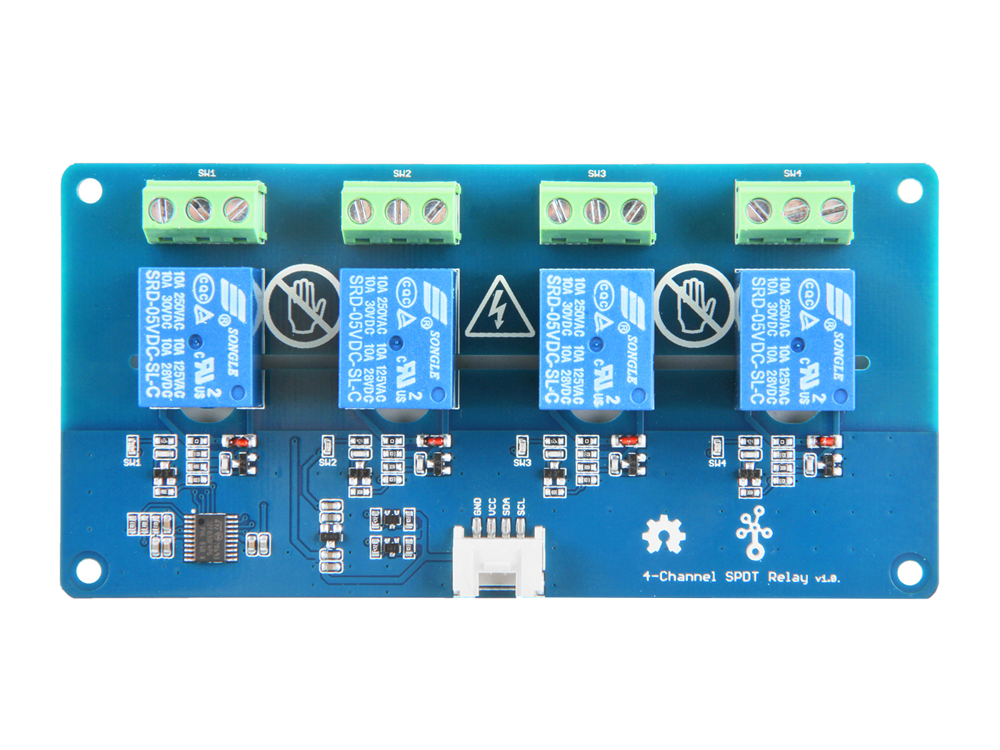 SW1
SW2
SW3
SW4
SONGLE
®
CQC
2
c US
10A 250VAC 10A 125VAC
10A 30VDC 10A 28VDC
SRD-05VDC-SL-C
SONGLE
®
CQC
2
c US
10A 250VAC 10A 125VAC
10A 30VDC 10A 28VDC
SRD-05VDC-SL-C
SONGLE
®
CQC
2
c US
10A 250VAC 10A 125VAC
10A 30VDC 10A 28VDC
SRD-05VDC-SL-C
SONGLE
®
CQC
2
c US
10A 250VAC 10A 125VAC
10A 30VDC 10A 28VDC
SRD-05VDC-SL-C
SW1
SW2
SW3
SW4
GND
VCC
SDA
SCL
4-Channel SPDT Relay v1.0.